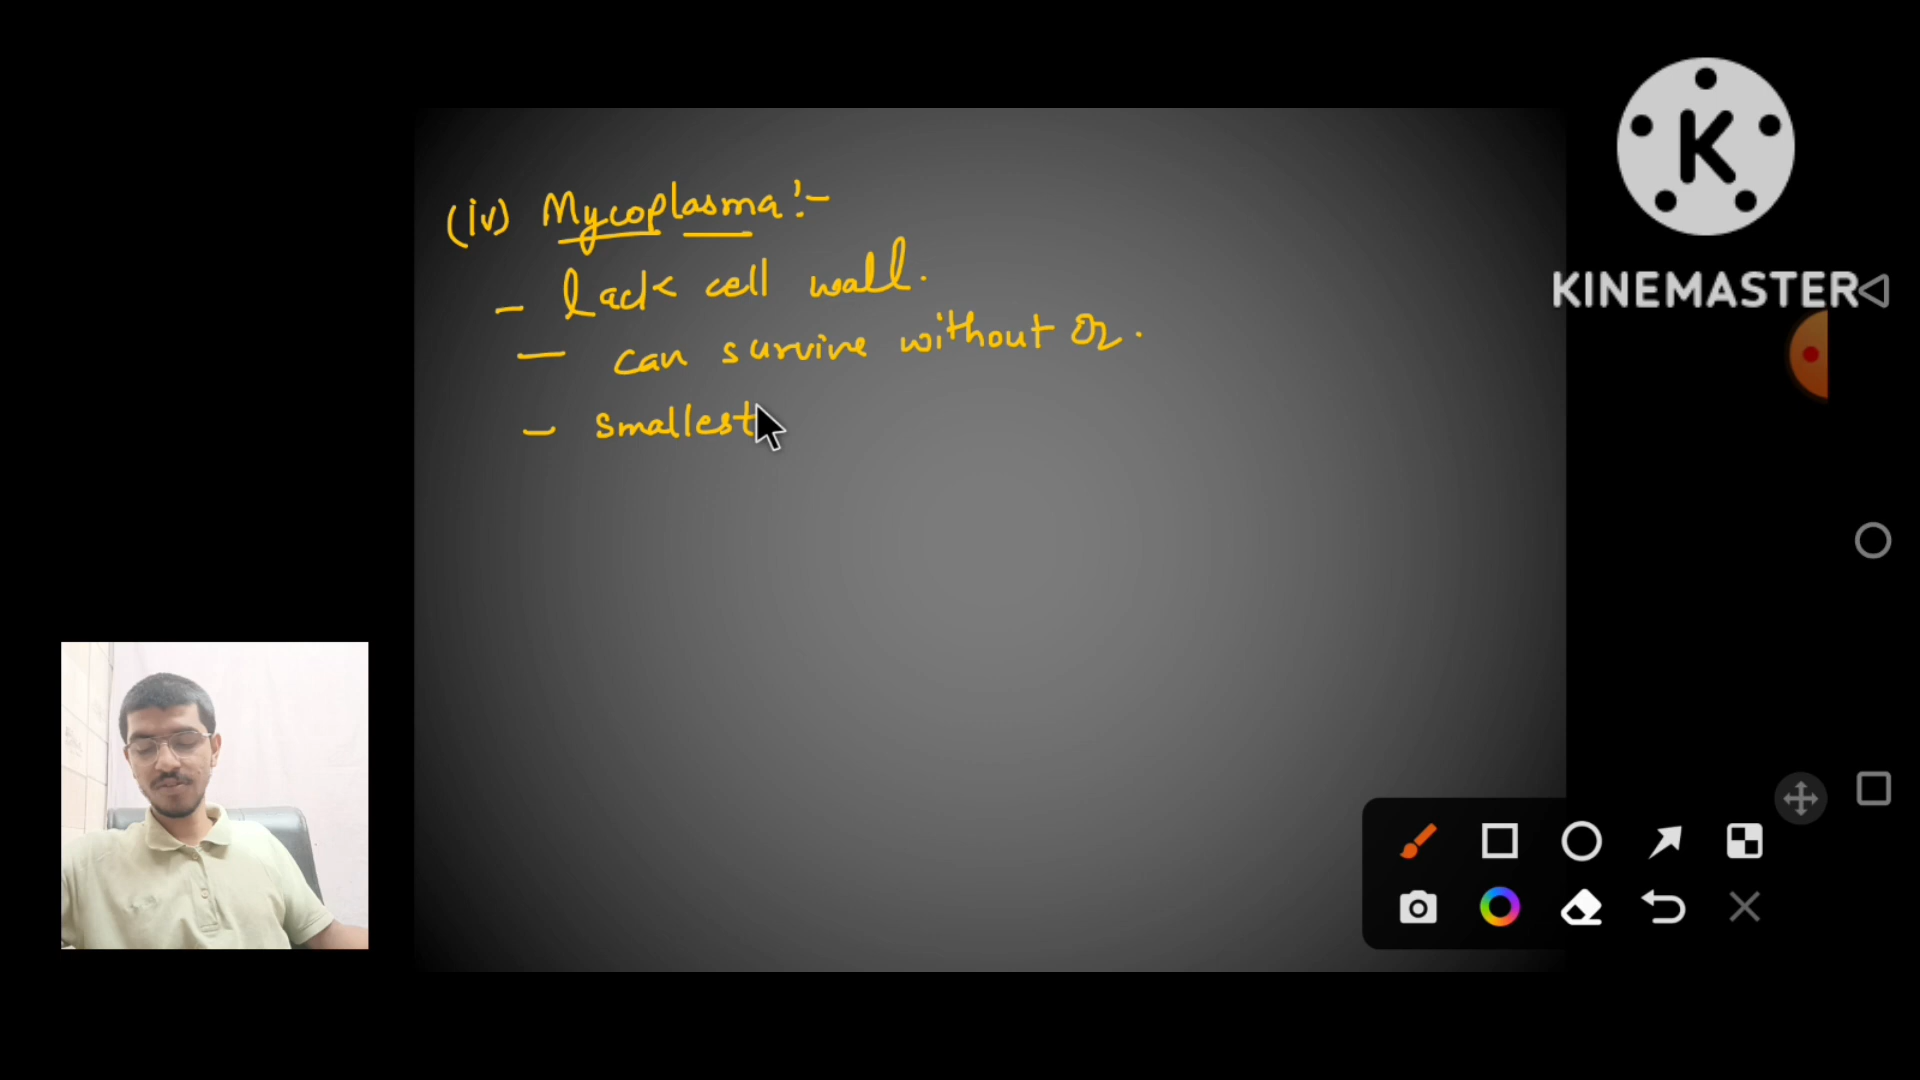 (iv) Mycoplasma :-
- lack cell wall.
- can survive without O2.
- smallest
K
KINEMASTER